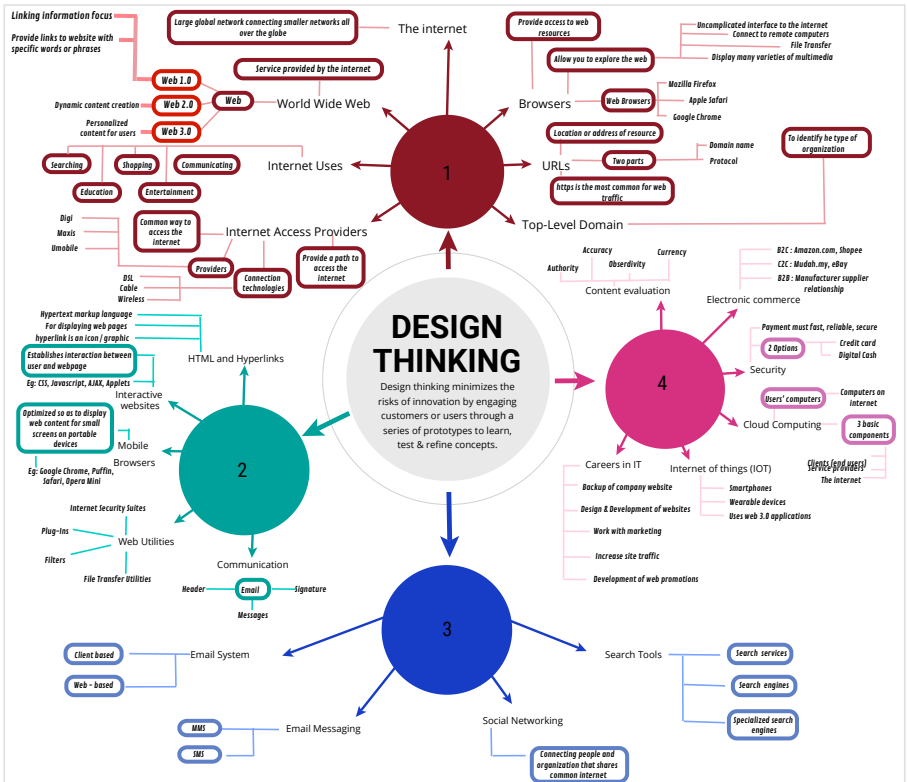 Linking information focus
Provide links to website with
specific words or phrases
Web 1.0
Dynamic content creation
Web 2.0
Web
Personalized
content for users
Web 3.0
Large global network connecting smaller networks all
over the globe
The internet
Service provided by the internet
World Wide Web
Internet Uses
Searching
Shopping
Communicating
Education
Entertainment
Internet Access Providers
Digi
Maxis
Umobile
Common way to
access the
internet
Providers
Provide a path to
access the
internet
Connection
technologies
DSL
Cable
Wireless
1
Provide access to web
resources
Allow you to explore the web
Uncomplicated interface to the internet
Connect to remote computers
File Transfer
Display many varieties of multimedia
Browsers
Web Browsers
Mozilla Firefox
Apple Safari
Google Chrome
Location or address of resource
URLs
Two parts
Domain name
Protocol
https is the most common for web
traffic
To identify he type of
organization
Top-Level Domain
DESIGN
THINKING
Design thinking minimizes the
risks of innovation by engaging
customers or users through a
series of prototypes to learn,
test & refine concepts.
Hypertext markup language
For displaying web pages
hyperlink is an icon / graphic
HTML and Hyperlinks
Establishes interaction between
user and webpage
Eg: CSS, Javascript, AJAX, Applets
Interactive
websites
Optimized so as to display
web content for small
screens on portable
devices
Mobile
Browsers
Eg: Google Chrome, Puffin,
Safari, Opera Mini
2
Internet Security Suites
Plug-Ins
Web Utilities
Filters
File Transfer Utilities
Communication
Header
Email
Signature
Messages
3
Email System
Client based
Web - based
Email Messaging
MMS
SMS
Social Networking
Connecting people and
organization that shares
common internet
Search Tools
Search services
Search engines
Specialized search
engines
4
Accuracy
Currency
Authority
Obserdivity
Content evaluation
B2C : Amazon.com, Shopee
CZC : Mudah.my, eBay
B2B : Manufacturer supplier
relationship
Electronic commerce
Payment must fast, reliable, secure
2 Options
Credit card
Digital Cash
Security
Users' computers
Computers on
internet
Cloud Computing
3 basic
components
Clients (end users)
Service providers
The internet
Careers in IT
Backup of company website
Design & Development of websites
Work with marketing
Increase site traffic
Development of web promotions
Internet of things (IOT)
Smartphones
Wearable devices
Uses web 3.0 applications